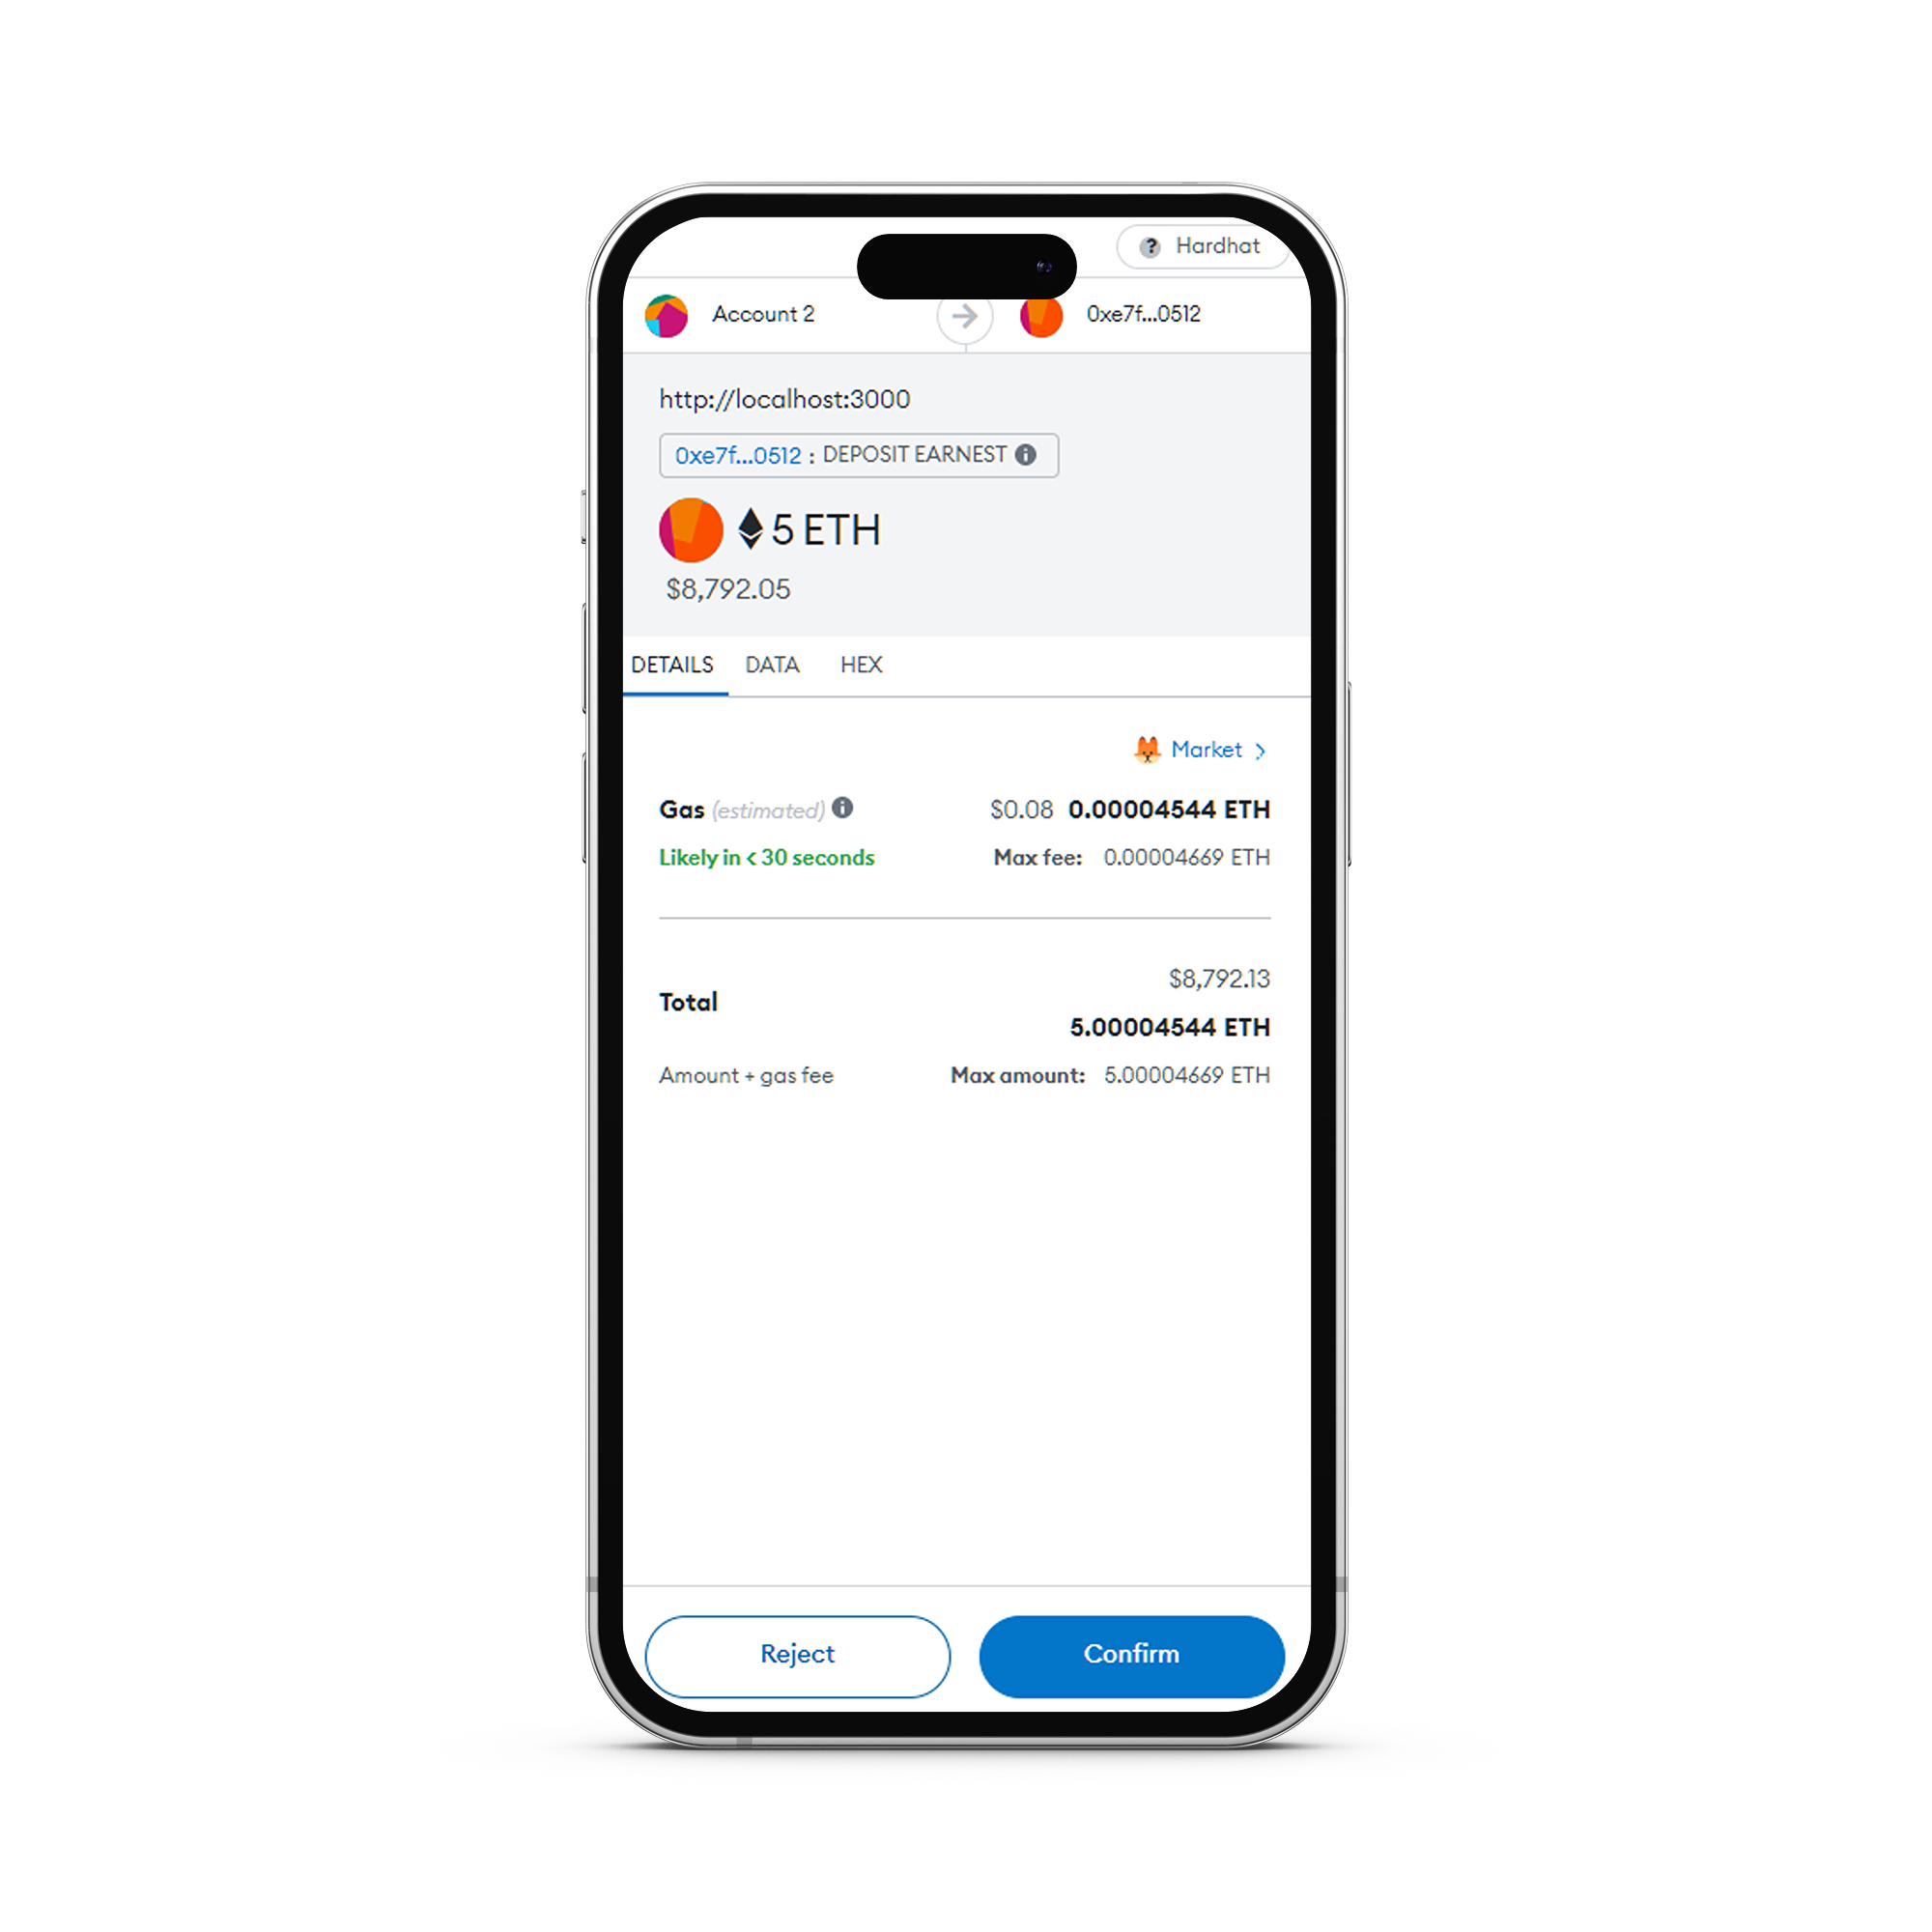 Hardhat
Account 2 0xe7f...0512
http://localhost:3000
0xe7f...0512 : DEPOSIT EARNEST
5 ETH
$8,792.05
DETAILS DATA HEX
Market
Gas (estimated) $0.08 0.00004544 ETH
Likely in < 30 seconds Max fee: 0.00004669 ETH
$8,792.13
Total
5.00004544 ETH
Amount + gas fee Max amount: 5.00004669 ETH
Reject Confirm